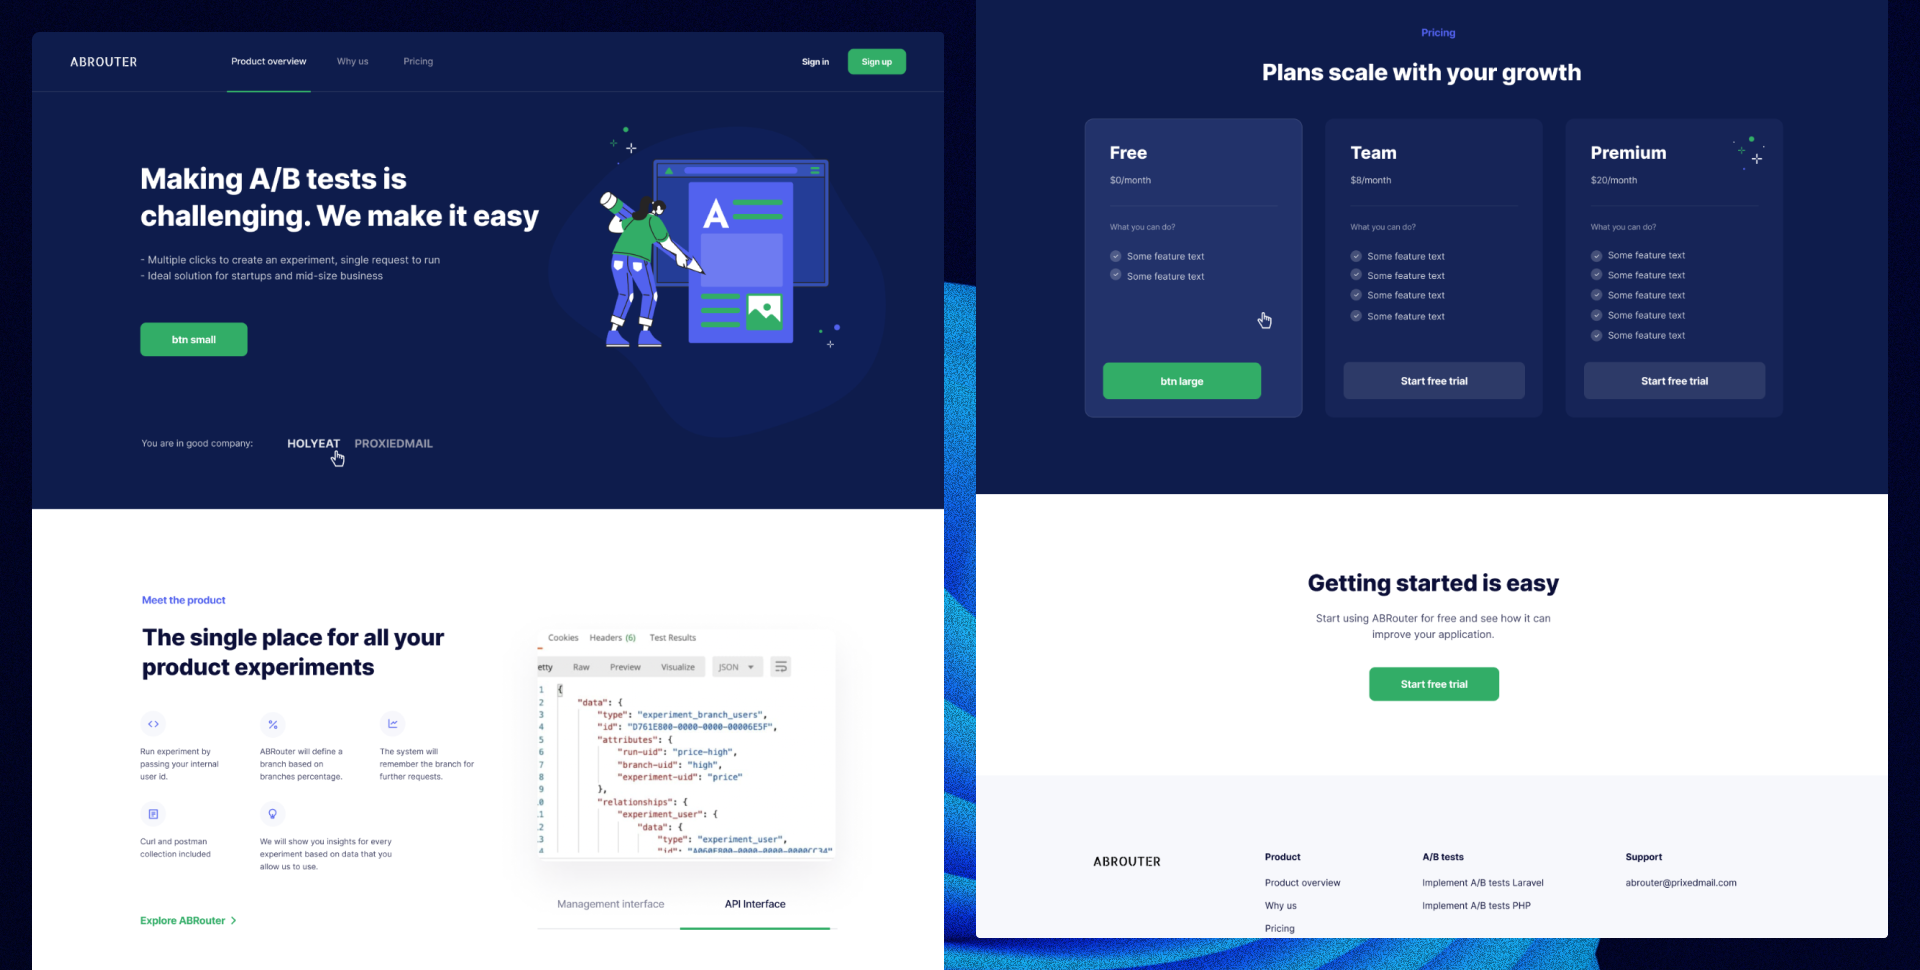 ABROUTER
Product overview
Why us
Pricing
Sign in
Sign up
Making A/B tests is
challenging. We make it easy
- Multiple clicks to create an experiment, single request to run
- Ideal solution for startups and mid-size business
btn small
A
You are in good company:
HOLYEAT
PROXIEDMAIL
Meet the product
The single place for all your
product experiments
Run experiment by
passing your internal
user id.
ABRouter will define a
branch based on
branches percentage.
The system will
remember the branch for
further requests.
Curl and postman
collection included
We will show you insights for every
experiment based on data that you
allow us to use.
Explore ABRouter
Cookies Headers (6) Test Results
etty Raw Preview Visualize JSON
1 {
2 "data": {
3 "type": "experiment_branch_users",
4 "id": "D761E800-0000-0000-00006E5F",
5 "attributes": {
6 "run-uid": "price-high",
7 "branch-uid": "high",
8 "experiment-uid": "price"
9 },
.0 "relationships": {
.1 "experiment_user": {
.2 "data": {
.3 "type": "experiment_user",
"id": "A060E800-0000-0000-0000CC34"
Management interface
API Interface
Pricing
Plans scale with your growth
Free
$0/month
What you can do?
Some feature text
Some feature text
btn large
Team
$8/month
What you can do?
Some feature text
Some feature text
Some feature text
Some feature text
Start free trial
Premium
$20/month
What you can do?
Some feature text
Some feature text
Some feature text
Some feature text
Some feature text
Start free trial
Getting started is easy
Start using ABRouter for free and see how it can
improve your application.
Start free trial
ABROUTER
Product
Product overview
Why us
Pricing
A/B tests
Implement A/B tests Laravel
Implement A/B tests PHP
Support
abrouter@prixedmail.com